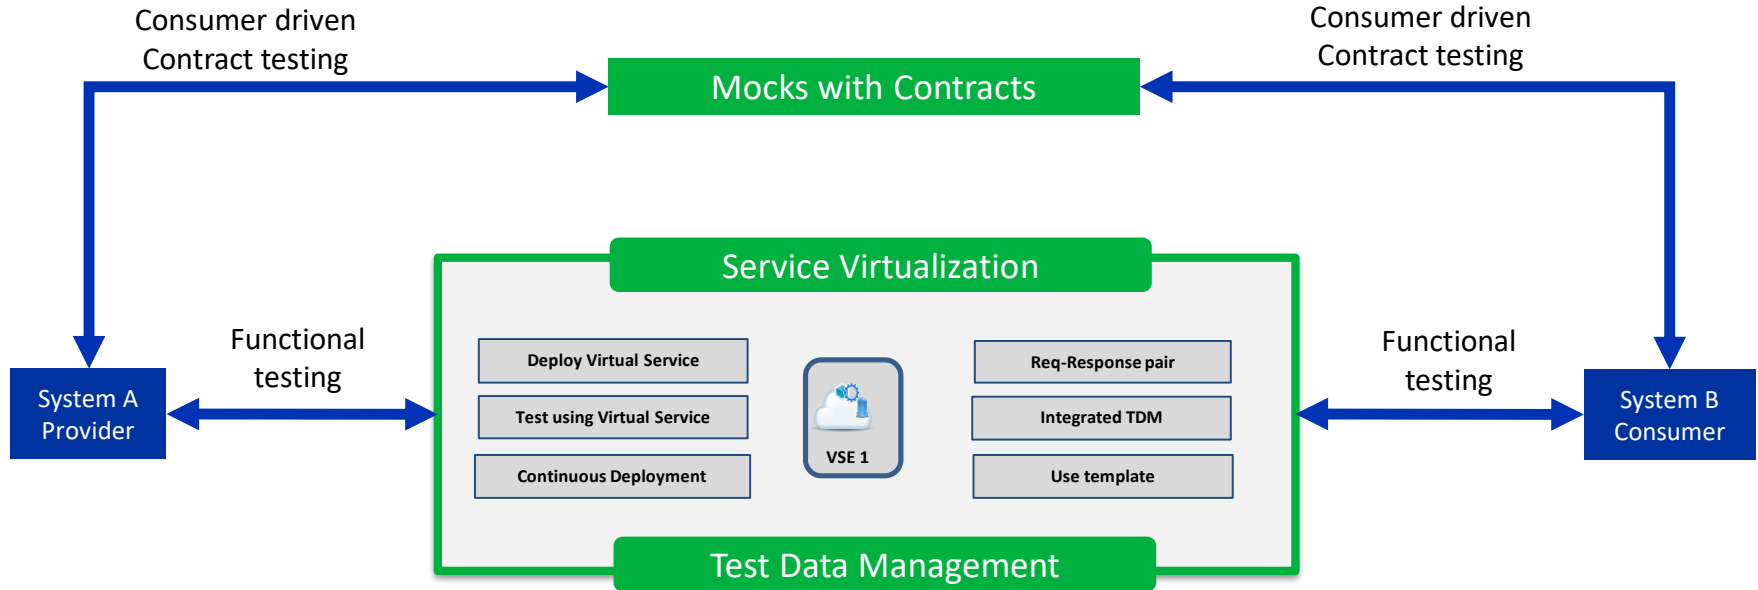 Consumer driven
Contract testing
Mocks with Contracts
Consumer driven
Contract testing
Service Virtualization
Functional
testing
Deploy Virtual Service
Test using Virtual Service
Continuous Deployment
VSE 1
Req-Response pair
Integrated TDM
Use template
Functional
testing
System A
Provider
System B
Consumer
Test Data Management